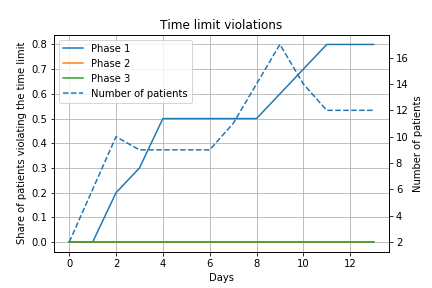 Time limit violations
Phase 1
Phase 2
Phase 3
Number of patients
Share of patients violating the time limit
0.8
0.7
0.6
0.5
0.4
0.3
0.2
0.1
0.0
16
14
12
10
8
6
4
2
Number of patients
0 2 4 6 8 10 12
Days